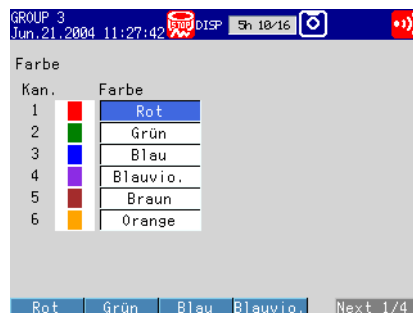 GROUP 3
Jun.21.2004 11:27:42 STOP DISP 5h 10/16
Farbe
Kan. Farbe
1 Rot
2 Grün
3 Blau
4 Blauvio.
5 Braun
6 Orange
Rot Grün Blau Blauvio. Next 1/4